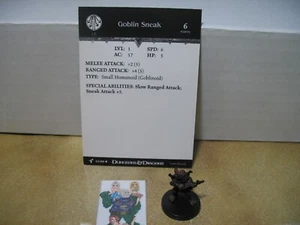 Goblin Sneak 6
LVL: 1 SPD: 6
AC: 17 HP: 5
MELEE ATTACK: +2 (5)
RANGED ATTACK: +4 (5)
TYPE: Small Humanoid (Goblinoid)
SPECIAL ABILITIES: Slow Ranged Attack;
Sneak Attack +5.
DUNGEONS & DRAGONS